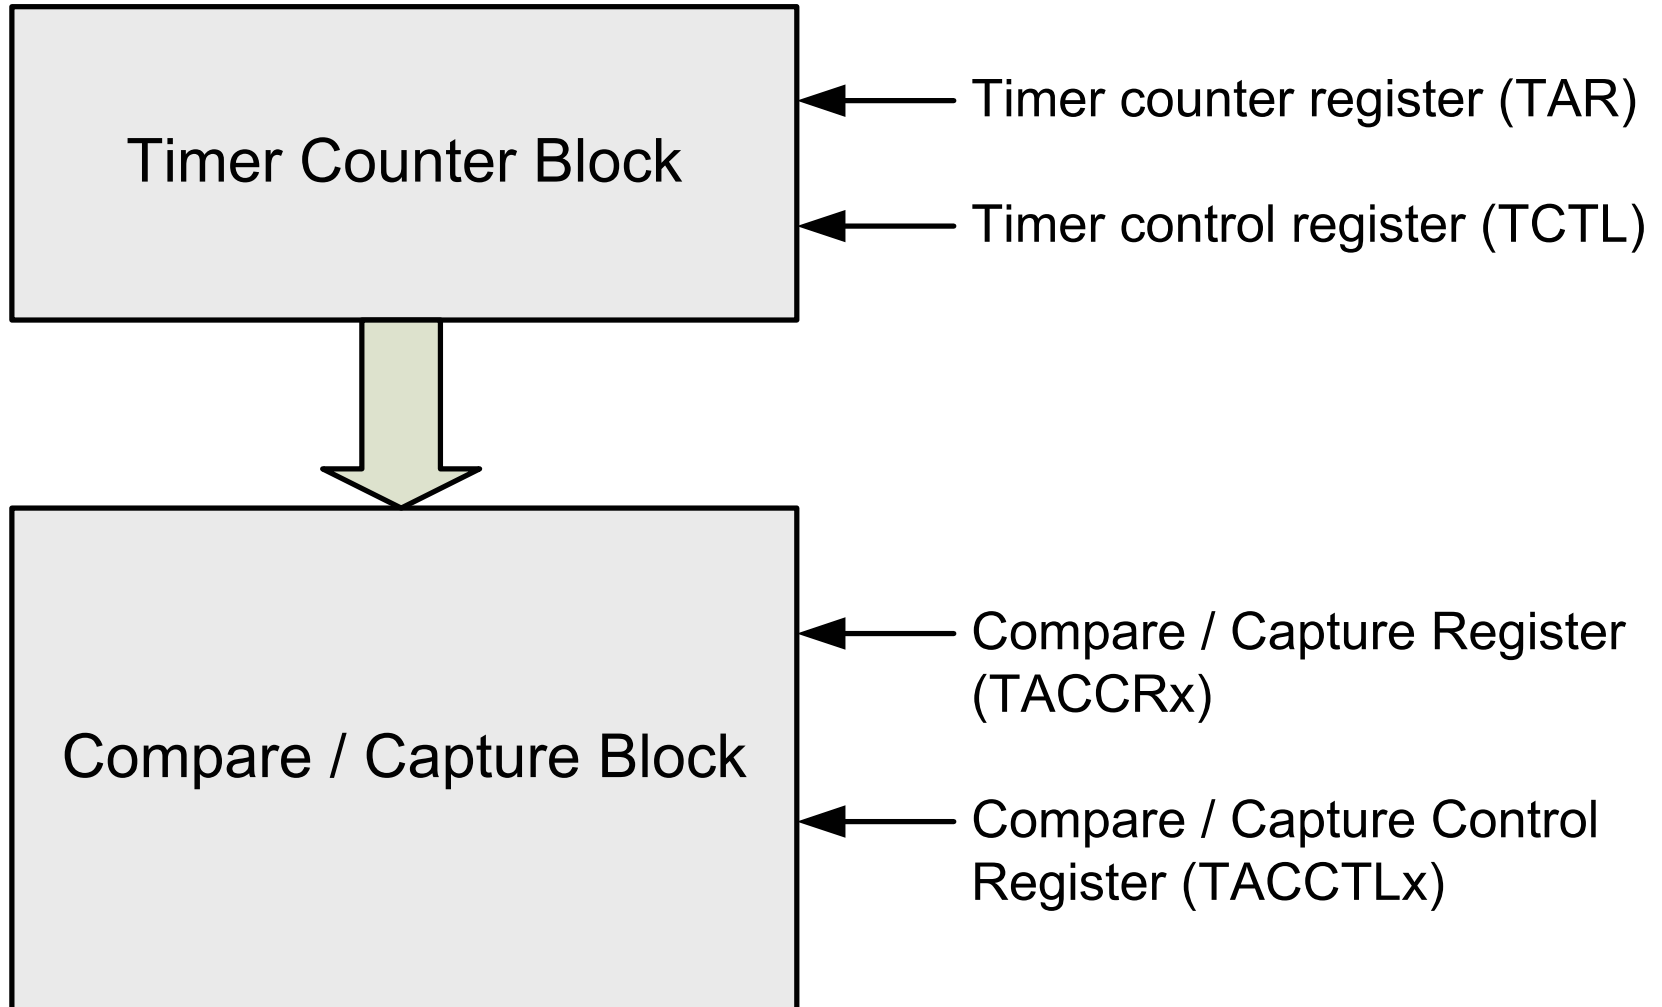 Timer Counter Block
Timer counter register (TAR)
Timer control register (TCTL)
Compare / Capture Block
Compare / Capture Register
(TACCRx)
Compare / Capture Control
Register (TACCTLx)